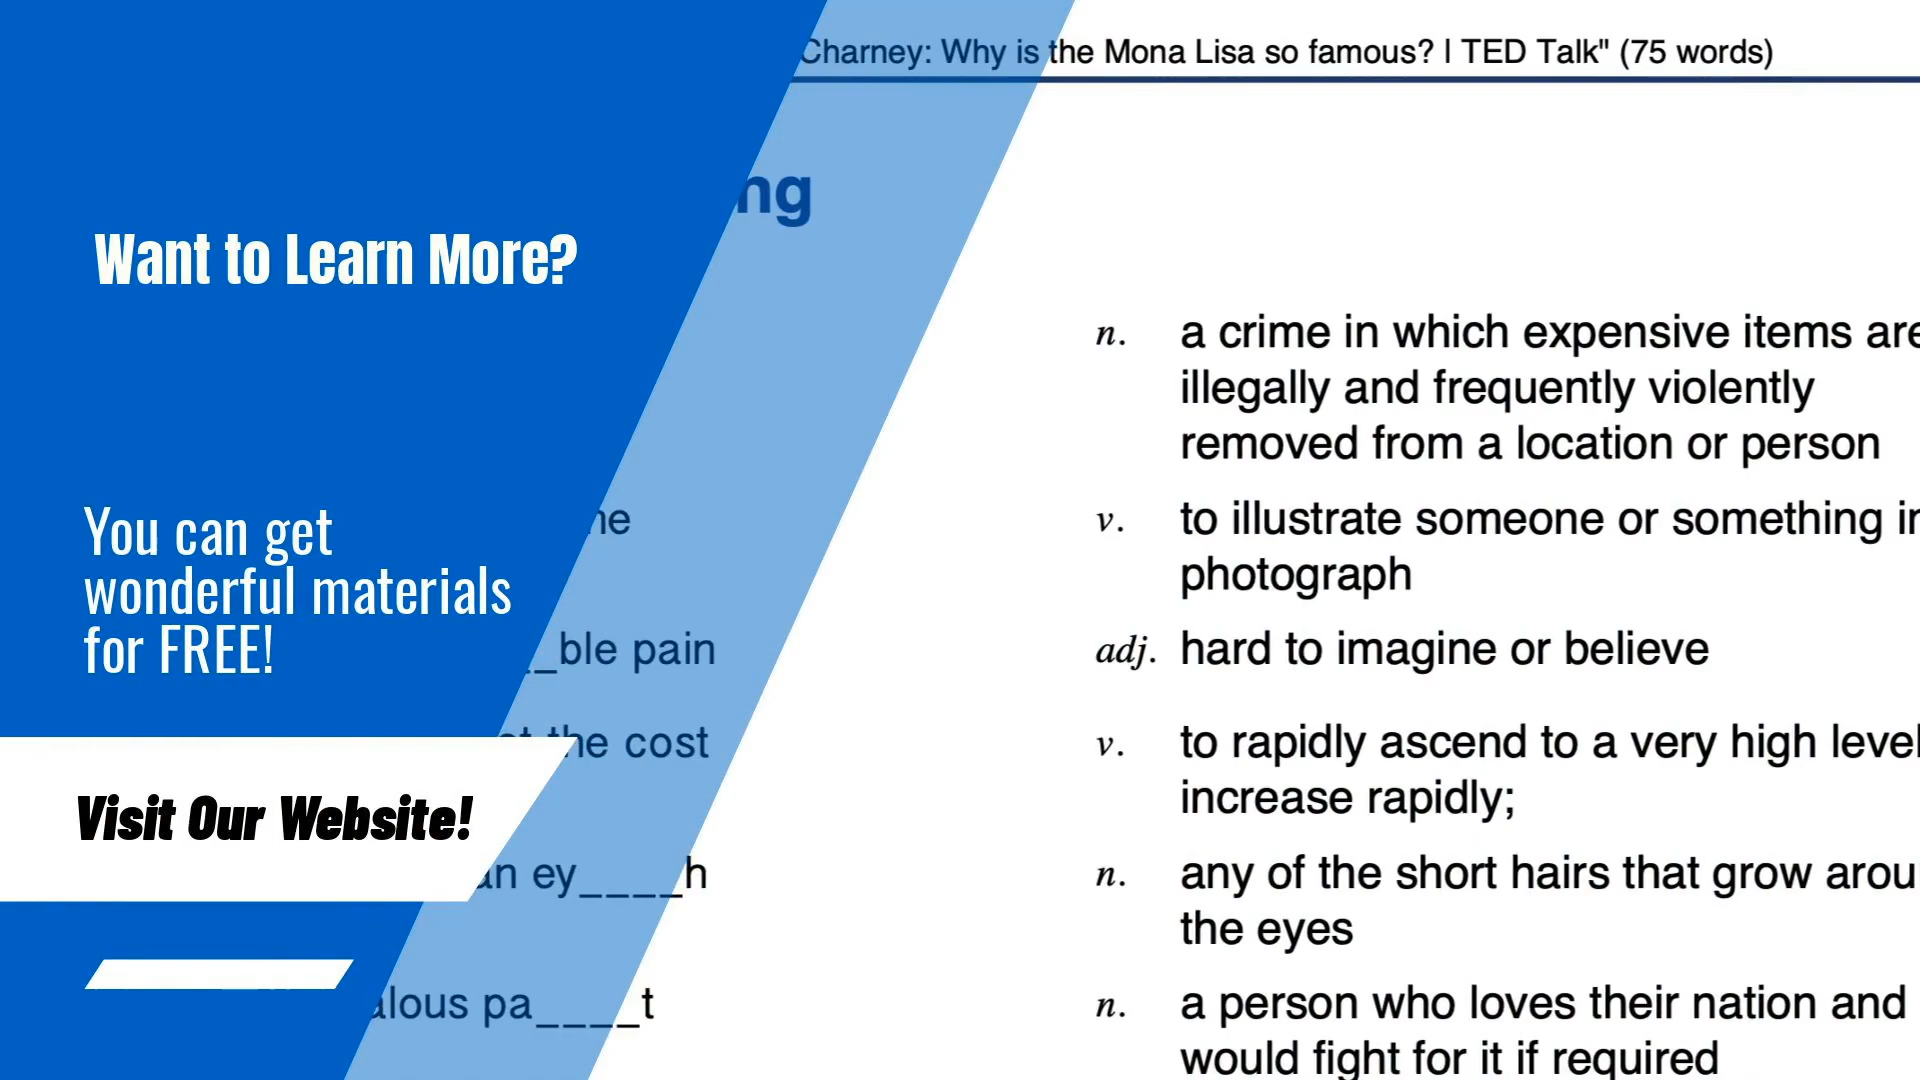 Charney: Why is the Mona Lisa so famous? | TED Talk" (75 words)
ng
Want to Learn More?
n. a crime in which expensive items are
illegally and frequently violently
removed from a location or person
You can get
wonderful materials
for FREE!
v. to illustrate someone or something in
photograph
_ble pain
adj. hard to imagine or believe
the cost
v. to rapidly ascend to a very high level
increase rapidly;
Visit Our Website!
an ey____h
n. any of the short hairs that grow arou
the eyes
alous pa____t
n. a person who loves their nation and
would fight for it if required